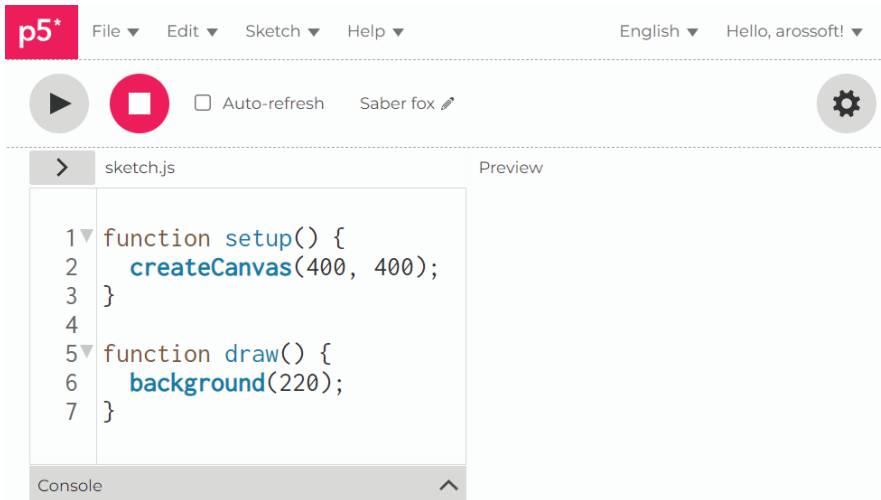 p5* File Edit Sketch Help English Hello, arossoft!
Auto-refresh Saber fox
sketch.js Preview
1 function setup() {
2 createCanvas(400, 400);
3 }
4
5 function draw() {
6 background(220);
7 }
Console